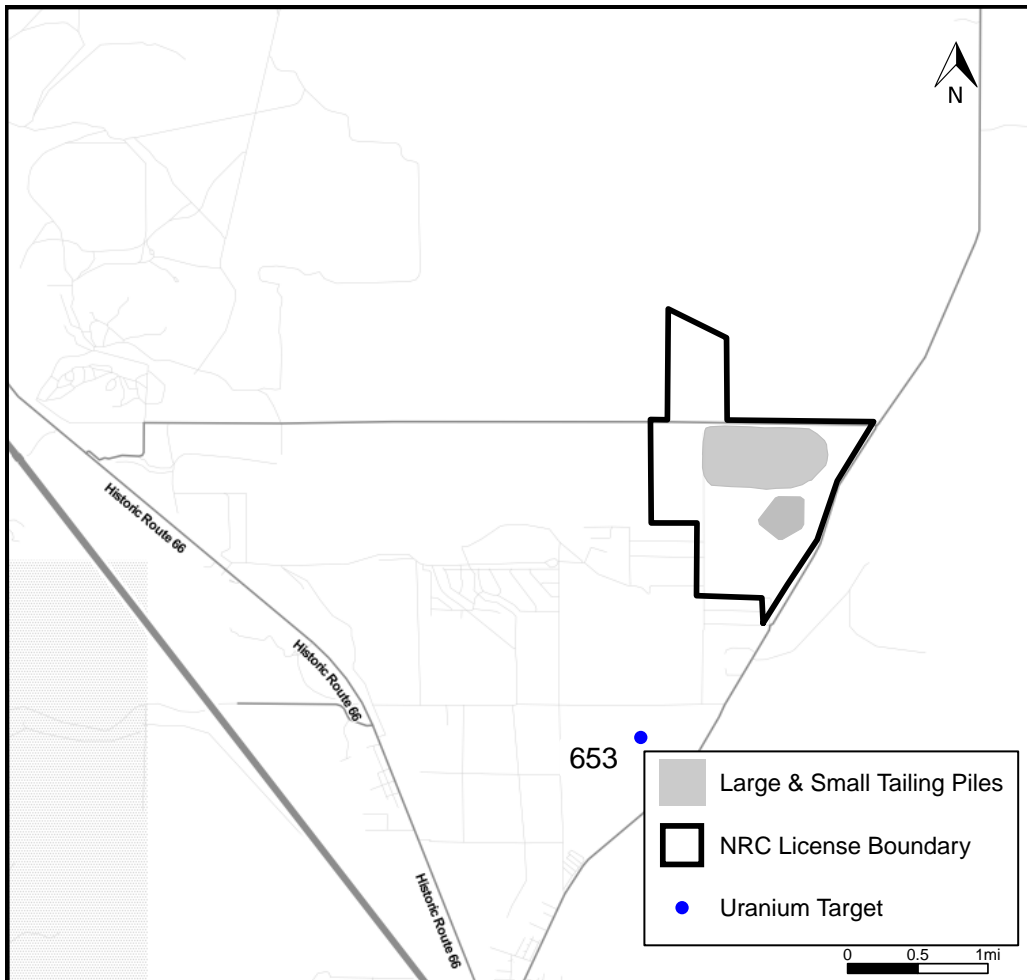 N
Historic Route 66
Historic Route 66
653
Large & Small Tailing Piles
NRC License Boundary
Uranium Target
Historic Route 66
0 0.5 1mi